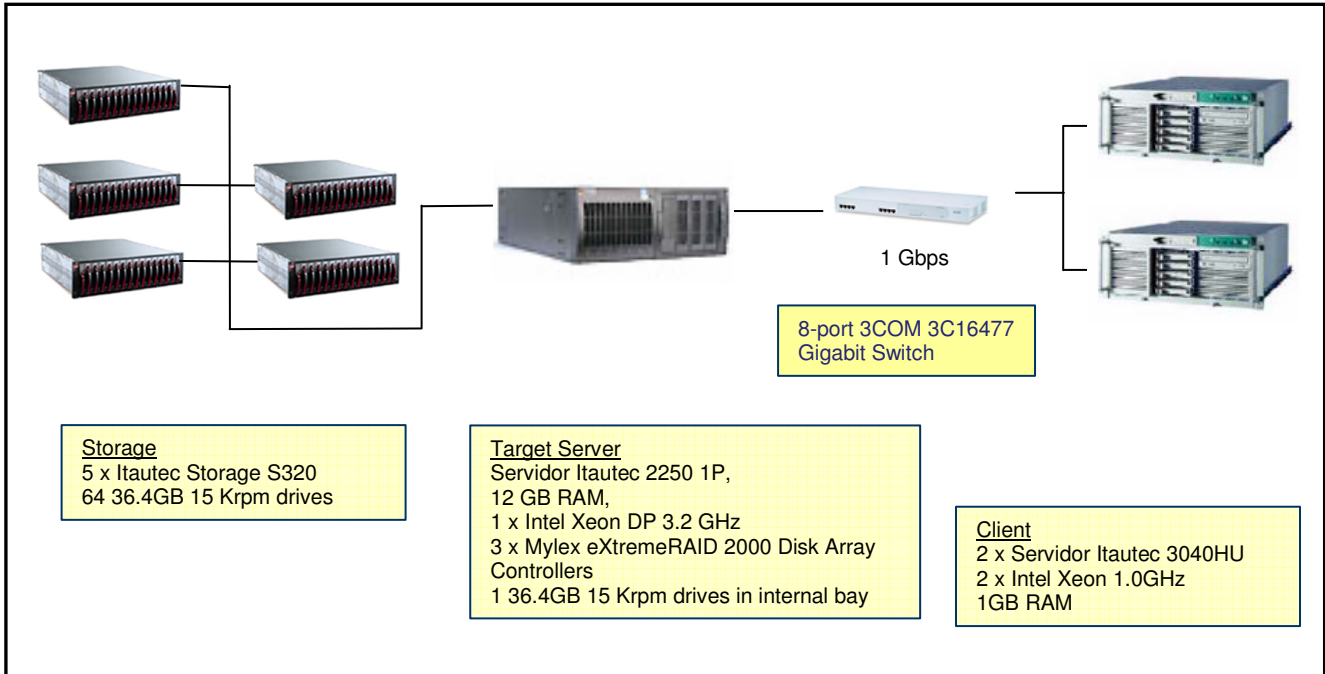 1 Gbps
8-port 3COM 3C16477
Gigabit Switch
Storage
5 x Itautec Storage S320
64 36.4GB 15 Krpm drives
Target Server
Servidor Itautec 2250 1P,
12 GB RAM,
1 x Intel Xeon DP 3.2 GHz
3 x Mylex eXtremeRAID 2000 Disk Array
Controllers
1 36.4GB 15 Krpm drives in internal bay
Client
2 x Servidor Itautec 3040HU
2 x Intel Xeon 1.0GHz
1GB RAM